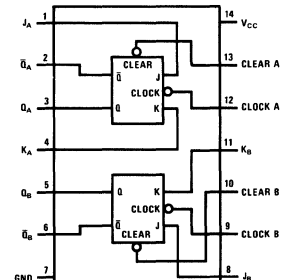 J_A 1 14 V_CC
Q̅_A 2 CLEAR 13 CLEAR A
Q̅ J
CLOCK
Q_A 3 Q K 12 CLOCK A
K_A 4 11 K_B
Q_B 5 Q K 10 CLEAR B
CLOCK
Q̅_B 6 Q̅ J 9 CLOCK B
CLEAR
GND 7 8 J_B